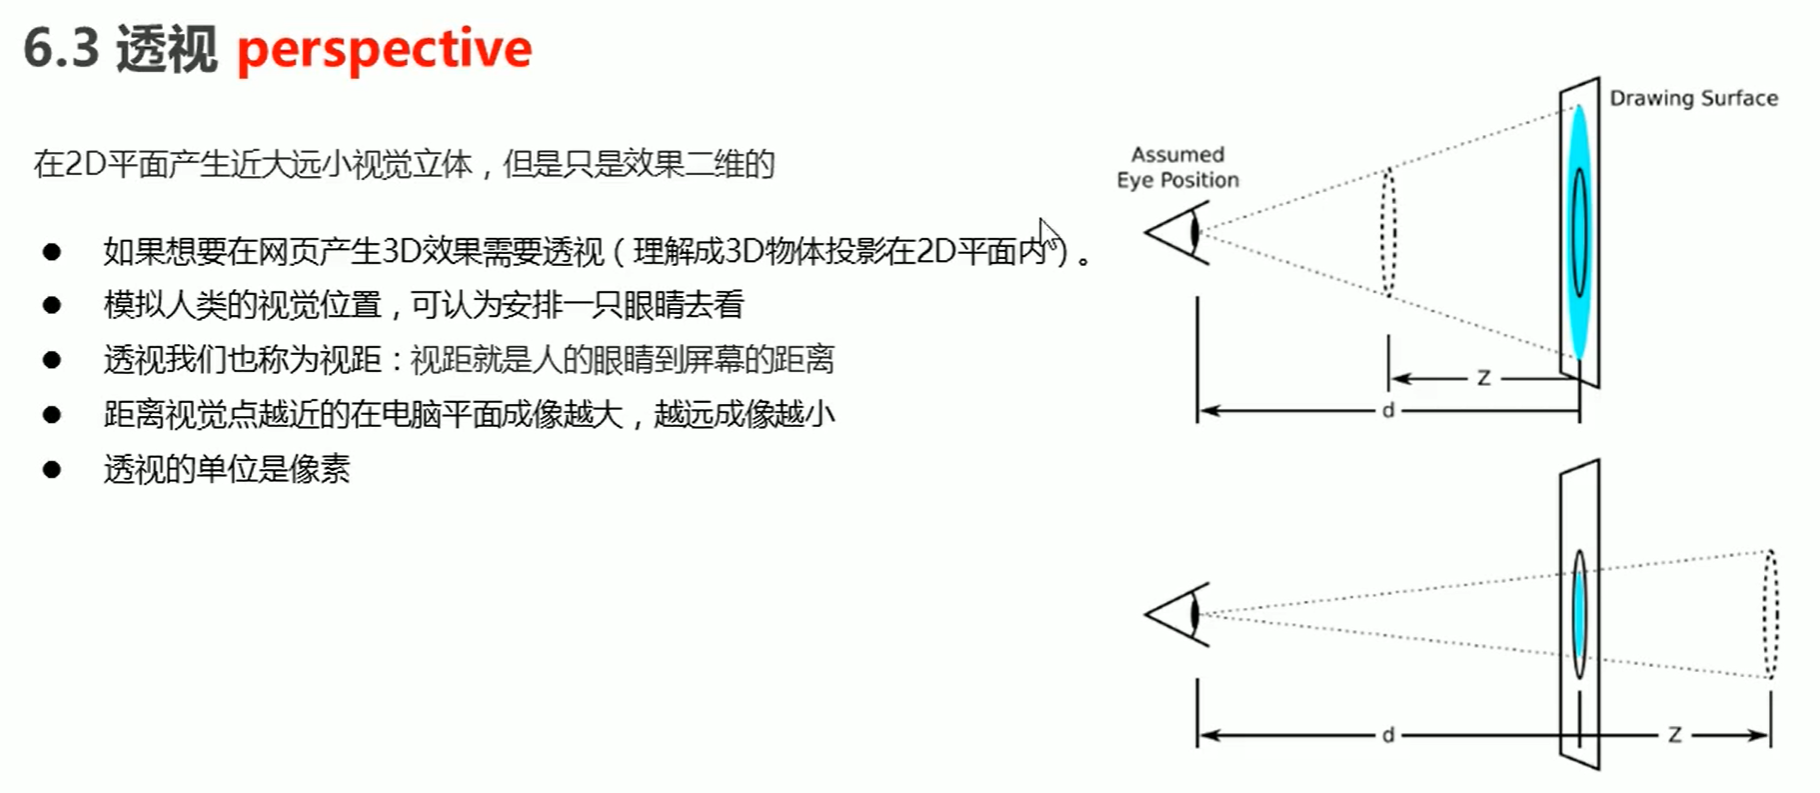 6.3 透视 perspective
在2D平面产生近大远小视觉立体，但是只是效果二维的
● 如果想要在网页产生3D效果需要透视（理解成3D物体投影在2D平面内）。
● 模拟人类的视觉位置，可认为安排一只眼睛去看
● 透视我们也称为视距：视距就是人的眼睛到屏幕的距离
● 距离视觉点越近的在电脑平面成像越大，越远成像越小
● 透视的单位是像素
Drawing Surface
Assumed
Eye Position
Z
d
d
Z